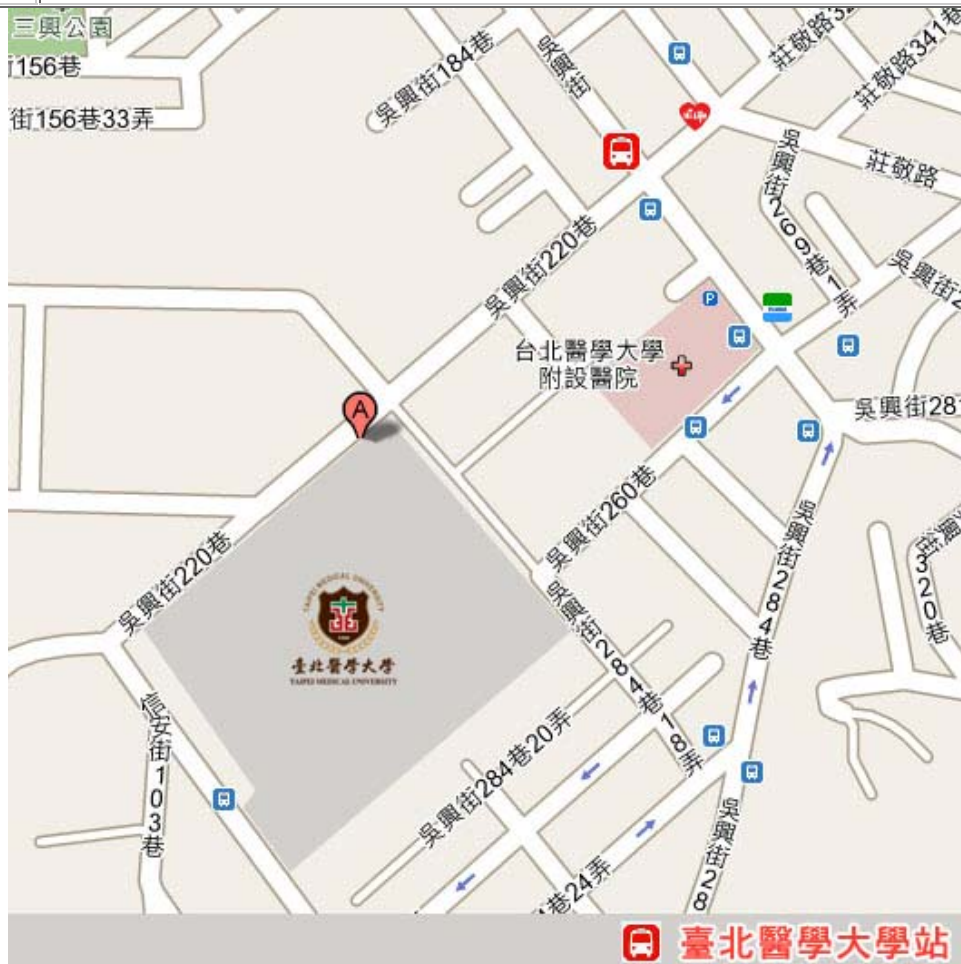 三興公園
156巷
街156巷33弄
吳興街184巷
吳興街
莊敬路
莊敬路341巷
吳興街269巷1弄
莊敬路
吳興街220巷
P
台北醫學大學
附設醫院
A
吳興街281
吳興街260巷
吳興街220巷
TAIPEI MEDICAL UNIVERSITY
臺北醫學大學
TAIPEI MEDICAL UNIVERSITY
吳興街284巷18弄
吳興街284巷
320巷
信安街103巷
吳興街284巷20弄
巷24弄
吳興街28
臺北醫學大學站